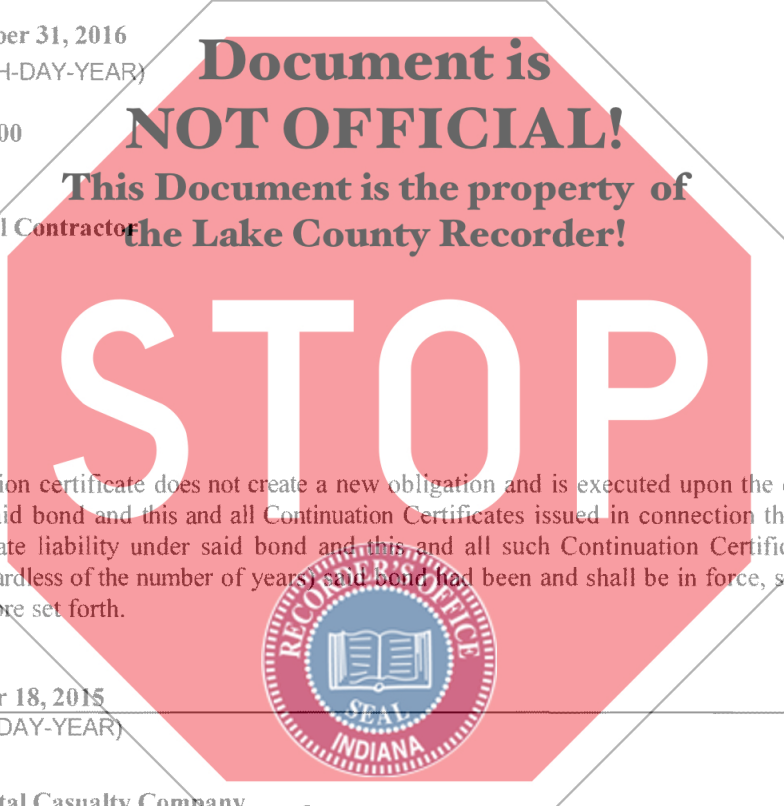 ber 31, 2016
H-DAY-YEAR)
Document is
NOT OFFICIAL!
00
This Document is the property of
l Contractor
the Lake County Recorder!
STOP
ion certificate does not create a new obligation and is executed upon the
id bond and this and all Continuation Certificates issued in connection th
ate liability under said bond and this and all such Continuation Certific
ardless of the number of years) said bond had been and shall be in force, s
re set forth.
RECORDER'S OFFICE
SEAL
INDIANA
r 18, 2015
DAY-YEAR)
tal Casualty Company